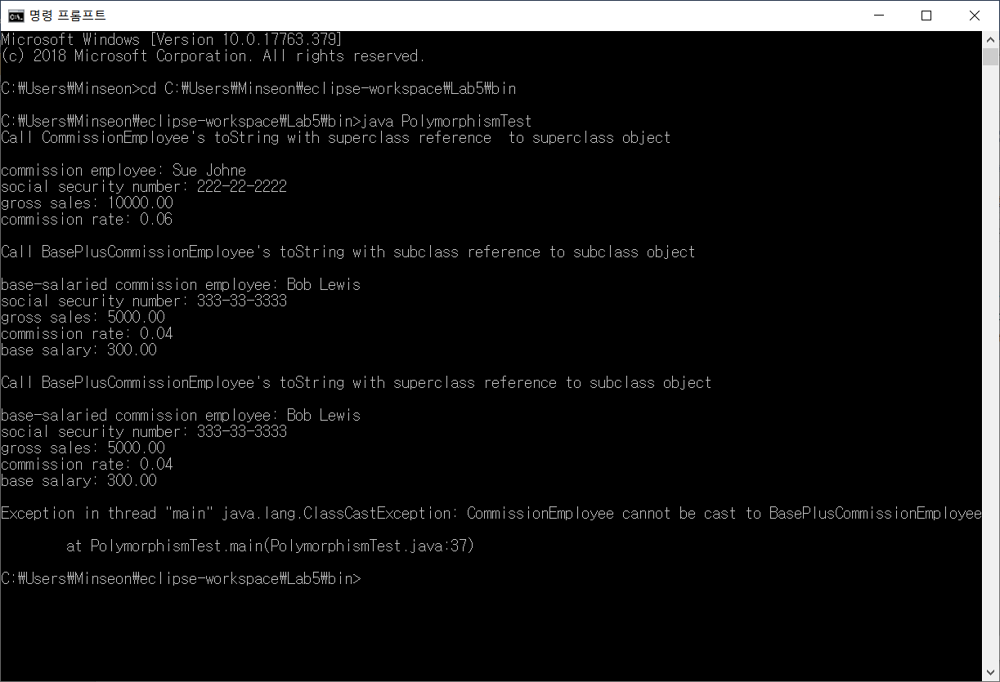 명령 프롬프트
Microsoft Windows [Version 10.0.17763.379]
(c) 2018 Microsoft Corporation. All rights reserved.
C:₩Users₩Minseon>cd C:₩Users₩Minseon₩eclipse-workspace₩Lab5₩bin
C:₩Users₩Minseon₩eclipse-workspace₩Lab5₩bin>java PolymorphismTest
Call CommissionEmployee's toString with superclass reference  to superclass object
commission employee: Sue Johne
social security number: 222-22-2222
gross sales: 10000.00
commission rate: 0.06
Call BasePlusCommissionEmployee's toString with subclass reference to subclass object
base-salaried commission employee: Bob Lewis
social security number: 333-33-3333
gross sales: 5000.00
commission rate: 0.04
base salary: 300.00
Call BasePlusCommissionEmployee's toString with superclass reference to subclass object
base-salaried commission employee: Bob Lewis
social security number: 333-33-3333
gross sales: 5000.00
commission rate: 0.04
base salary: 300.00
Exception in thread "main" java.lang.ClassCastException: CommissionEmployee cannot be cast to BasePlusCommissionEmployee
at PolymorphismTest.main(PolymorphismTest.java:37)
C:₩Users₩Minseon₩eclipse-workspace₩Lab5₩bin>